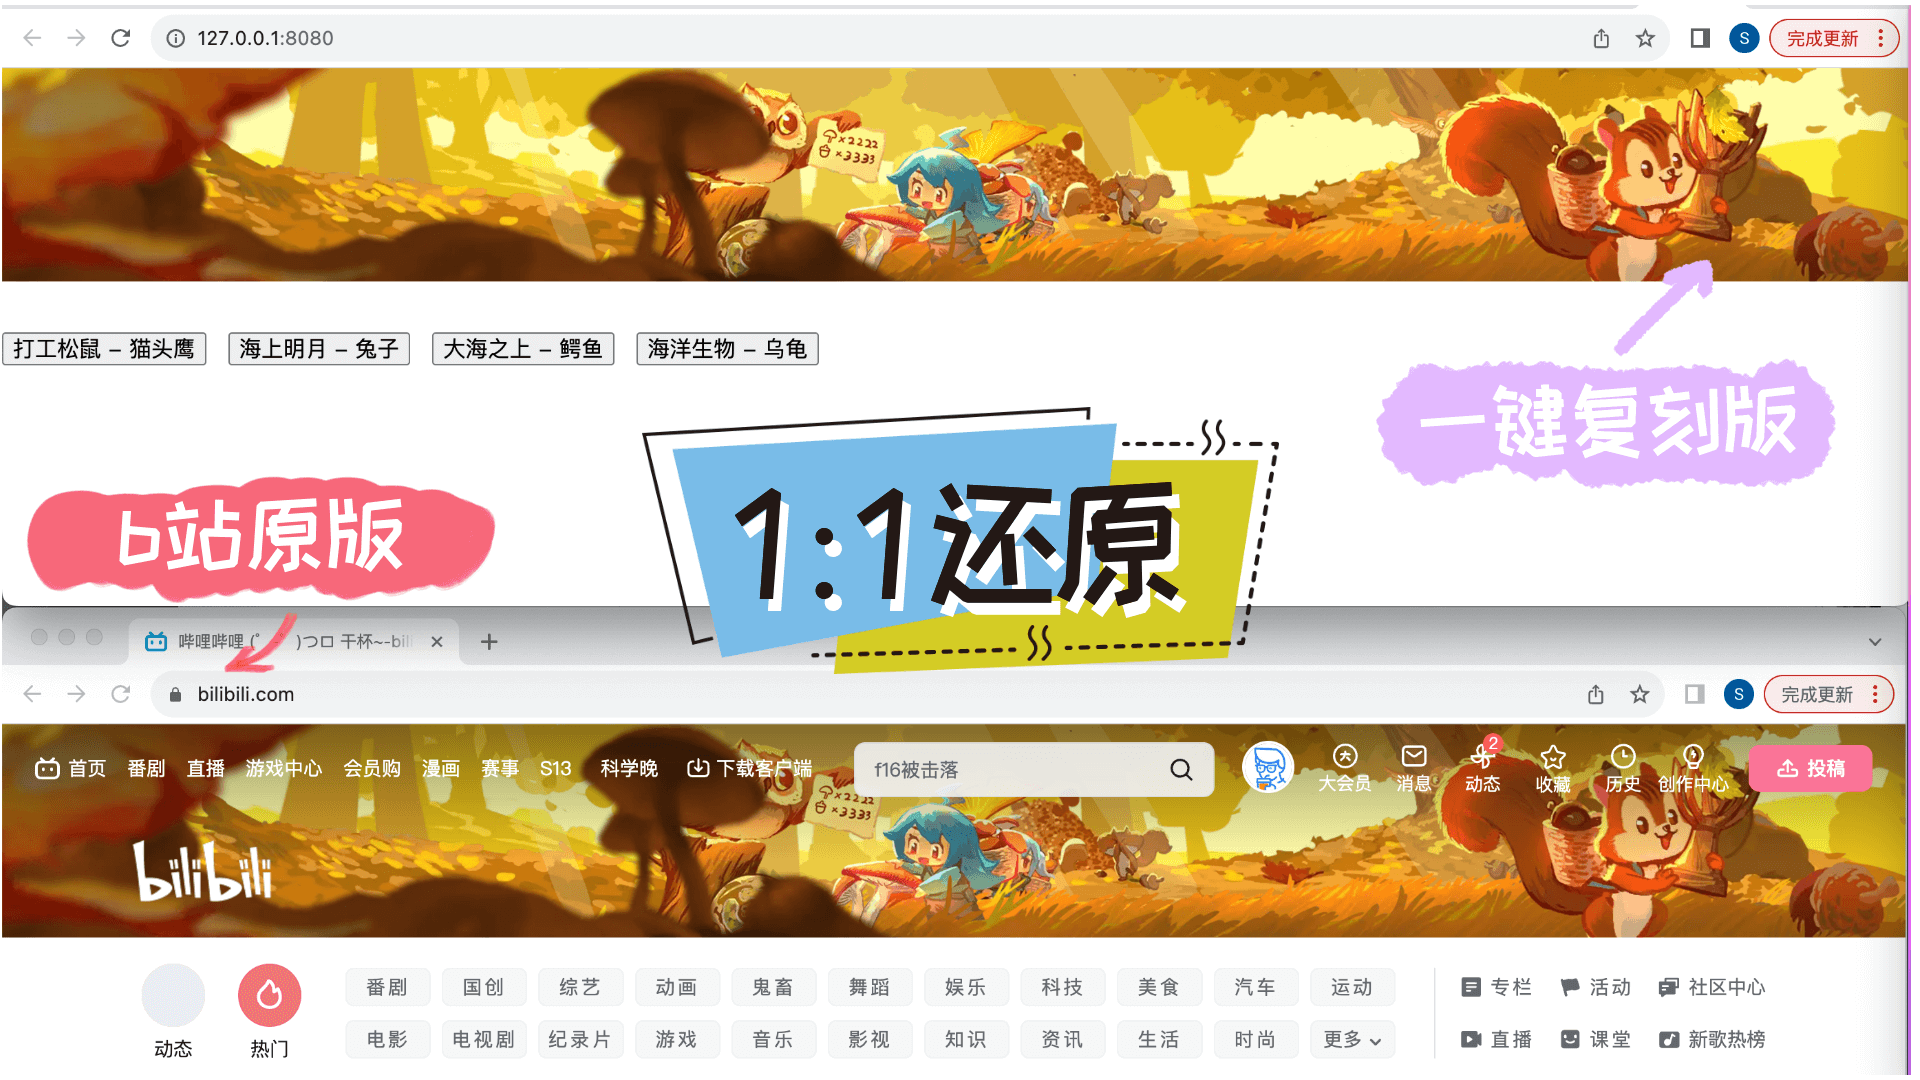 127.0.0.1:8080
S
完成更新
×2222
×3333
打工松鼠 – 猫头鹰
海上明月 – 兔子
大海之上 – 鳄鱼
海洋生物 – 乌龟
一键复刻版
1:1还原
b站原版
哔哩哔哩 (゜-゜)つロ 干杯~-bili
bilibili.com
S
完成更新
首页
番剧
直播
游戏中心
会员购
漫画
赛事
S13
科学晚
下载客户端
f16被击落
大会员
消息
2
动态
收藏
历史
创作中心
投稿
×2222
×3333
bilibili
动态
热门
番剧
国创
综艺
动画
鬼畜
舞蹈
娱乐
科技
美食
汽车
运动
专栏
活动
社区中心
电影
电视剧
纪录片
游戏
音乐
影视
知识
资讯
生活
时尚
更多
直播
课堂
新歌热榜